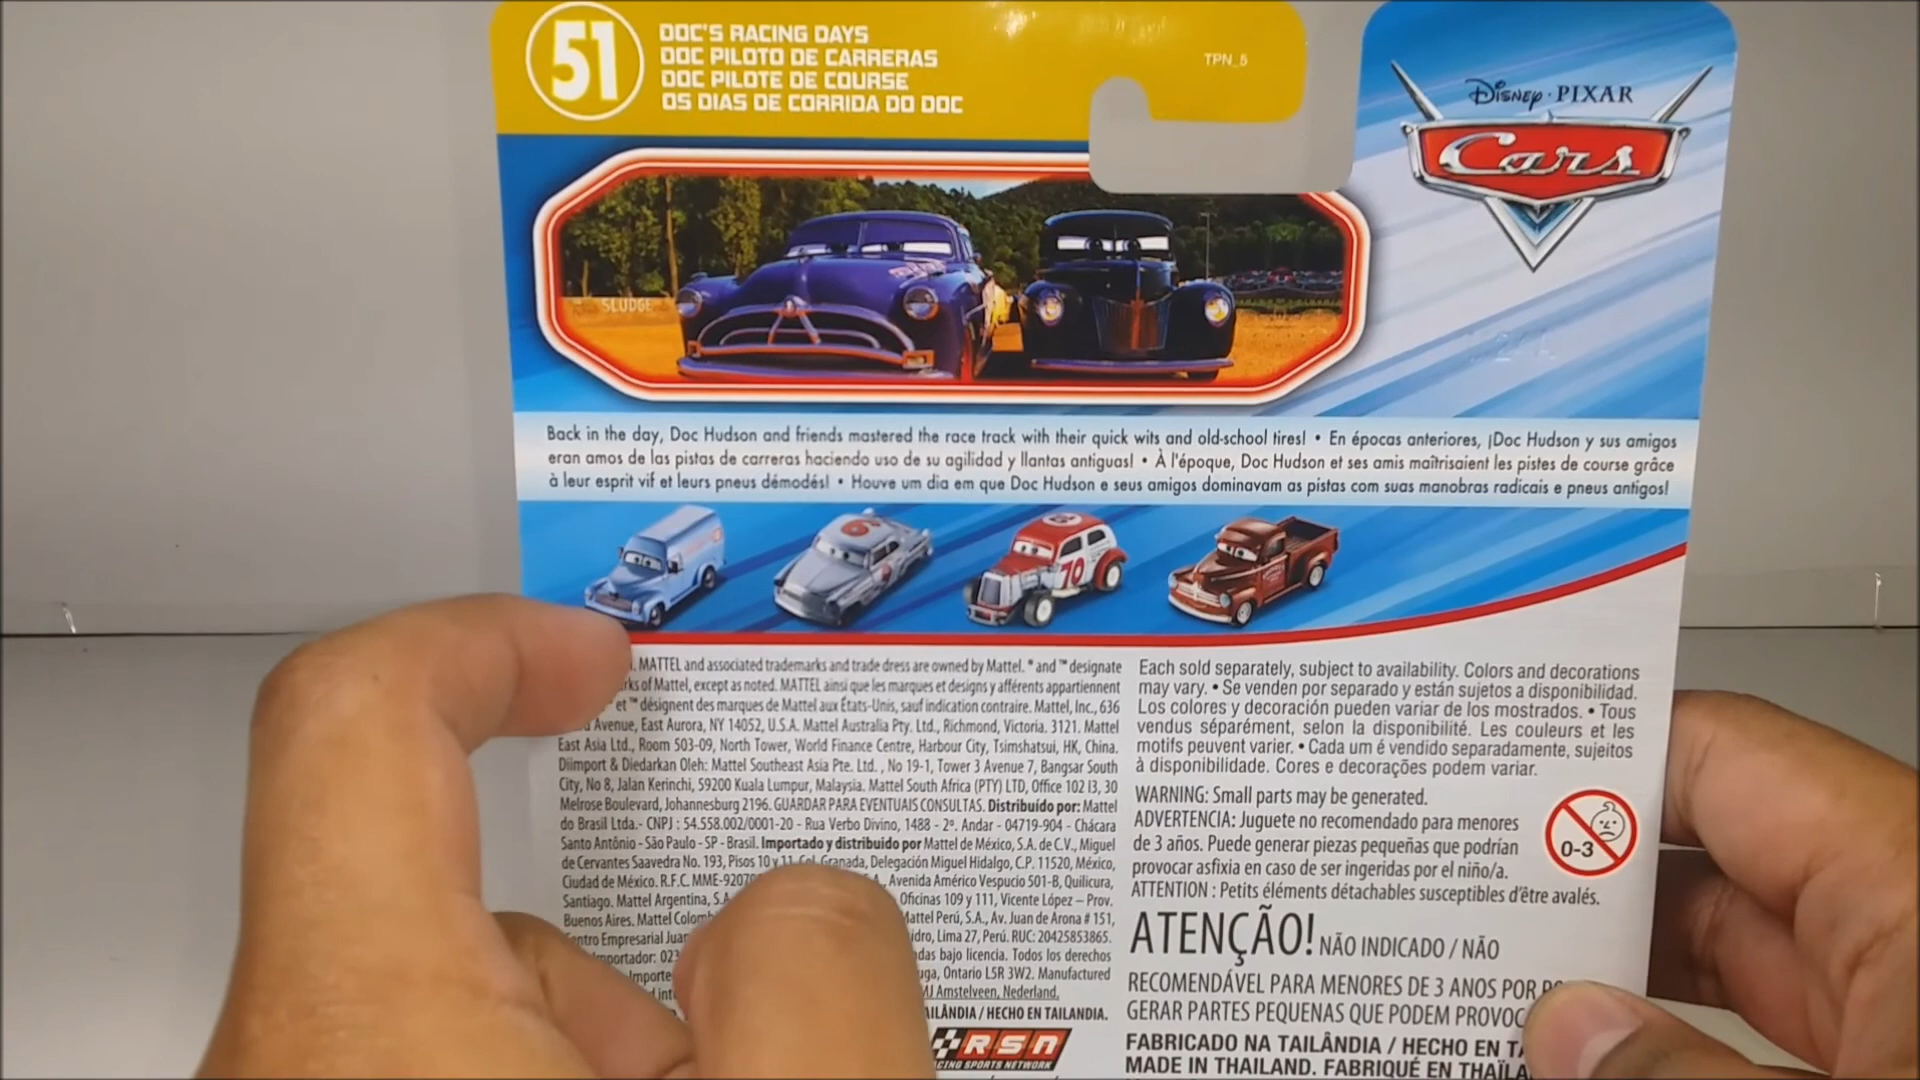 51
DOC'S RACING DAYS
DOC PILOTO DE CARRERAS
DOC PILOTE DE COURSE
OS DIAS DE CORRIDA DO DOC
TPN_5
Disney · PIXAR
Cars
SLUDGE
Back in the day, Doc Hudson and friends mastered the race track with their quick wits and old-school tires! • En épocas anteriores, ¡Doc Hudson y sus amigos
eran amos de las pistas de carreras haciendo uso de su agilidad y llantas antiguas! • À l'époque, Doc Hudson et ses amis maîtrisaient les pistes de course grâce
à leur esprit vif et leurs pneus démodés! • Houve um dia em que Doc Hudson e seus amigos dominavam as pistas com suas manobras radicais e pneus antigos!
6
70
MATTEL and associated trademarks and trade dress are owned by Mattel. ® and ™ designate
of Mattel, except as noted. MATTEL ainsi que les marques et designs y afférents appartiennent
et ™ désignent des marques de Mattel aux États-Unis, sauf indication contraire. Mattel, Inc., 636
Avenue, East Aurora, NY 14052, U.S.A. Mattel Australia Pty. Ltd., Richmond, Victoria. 3121. Mattel
East Asia Ltd., Room 503-09, North Tower, World Finance Centre, Harbour City, Tsimshatsui, HK, China.
Diimport & Diedarkan Oleh: Mattel Southeast Asia Pte. Ltd. , No 19-1, Tower 3 Avenue 7, Bangsar South
City, No 8, Jalan Kerinchi, 59200 Kuala Lumpur, Malaysia. Mattel South Africa (PTY) LTD, Office 102 I3, 30
Melrose Boulevard, Johannesburg 2196. GUARDAR PARA EVENTUAIS CONSULTAS. Distribuído por: Mattel
do Brasil Ltda.- CNPJ : 54.558.002/0001-20 - Rua Verbo Divino, 1488 - 2º. Andar - 04719-904 - Chácara
Santo Antônio - São Paulo - SP - Brasil. Importado y distribuido por Mattel de México, S.A. de C.V., Miguel
de Cervantes Saavedra No. 193, Pisos 10 y 11, Col. Granada, Delegación Miguel Hidalgo, C.P. 11520, México,
Ciudad de México. R.F.C. MME-9207 Avenida Américo Vespucio 501-B, Quilicura,
Santiago. Mattel Argentina, S.A. Oficinas 109 y 111, Vicente López – Prov.
Buenos Aires. Mattel Mattel Perú, S.A., Av. Juan de Arona # 151,
Empresarial Lima 27, Perú. RUC: 20425853865.
bajo licencia. Todos los derechos
Ontario L5R 3W2. Manufactured
Amstelveen, Nederland.
/ HECHO EN TAILANDIA.
RSN
SPORTS NETWORK
Each sold separately, subject to availability. Colors and decorations
may vary. • Se venden por separado y están sujetos a disponibilidad.
Los colores y decoración pueden variar de los mostrados. • Tous
vendus séparément, selon la disponibilité. Les couleurs et les
motifs peuvent varier. • Cada um é vendido separadamente, sujeitos
à disponibilidade. Cores e decorações podem variar.
WARNING: Small parts may be generated.
ADVERTENCIA: Juguete no recomendado para menores
de 3 años. Puede generar piezas pequeñas que podrían
provocar asfixia en caso de ser ingeridas por el niño/a.
ATTENTION : Petits éléments détachables susceptibles d'être avalés.
0-3
ATENÇÃO! NÃO INDICADO / NÃO
RECOMENDÁVEL PARA MENORES DE 3 ANOS POR
GERAR PARTES PEQUENAS QUE PODEM
FABRICADO NA TAILÂNDIA / HECHO EN
MADE IN THAILAND. FABRIQUÉ EN